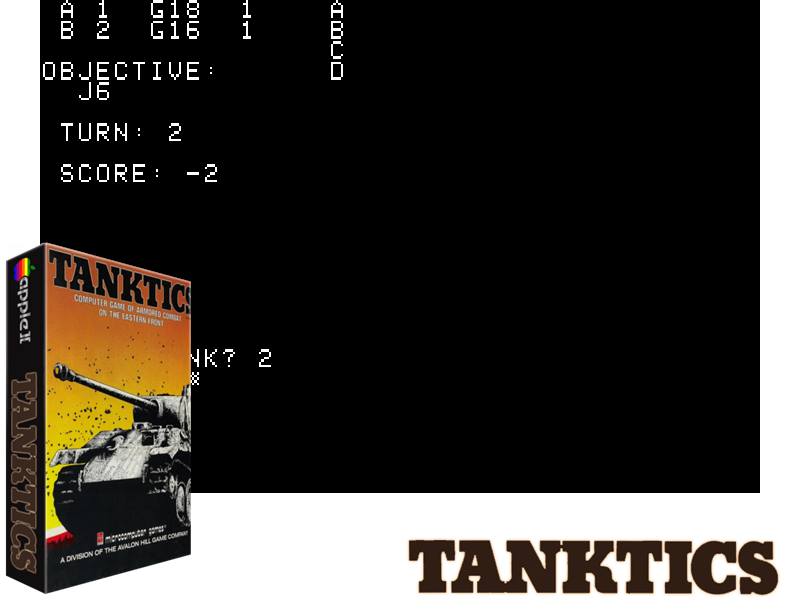 A 1 G18 1 A
B 2 G16 1 B
C
OBJECTIVE: D
J6
TURN: 2
SCORE: -2
NK? 2
apple II
TANKTICS
TANKTICS
COMPUTER GAME OF ARMORED COMBAT
ON THE EASTERN FRONT
microcomputer games
A DIVISION OF THE AVALON HILL GAME COMPANY
TANKTICS